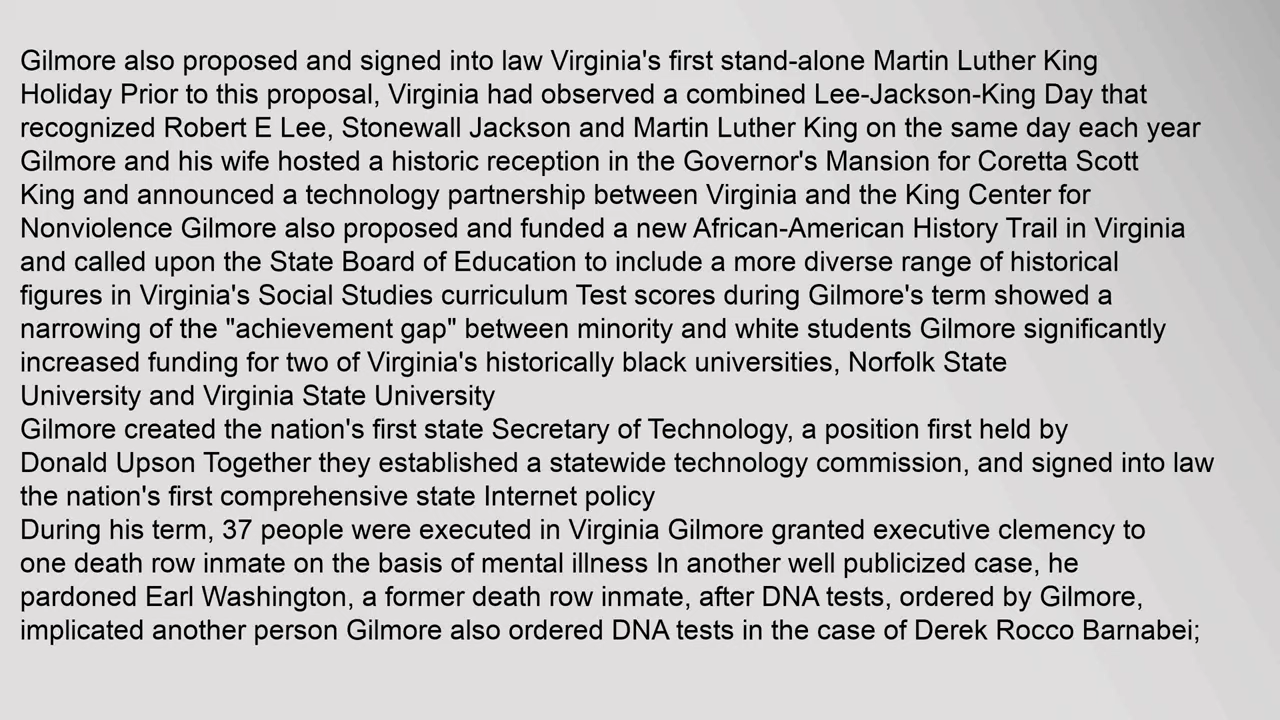 Gilmore also proposed and signed into law Virginia's first stand-alone Martin Luther King
Holiday Prior to this proposal, Virginia had observed a combined Lee-Jackson-King Day that
recognized Robert E Lee, Stonewall Jackson and Martin Luther King on the same day each year
Gilmore and his wife hosted a historic reception in the Governor's Mansion for Coretta Scott
King and announced a technology partnership between Virginia and the King Center for
Nonviolence Gilmore also proposed and funded a new African-American History Trail in Virginia
and called upon the State Board of Education to include a more diverse range of historical
figures in Virginia's Social Studies curriculum Test scores during Gilmore's term showed a
narrowing of the "achievement gap" between minority and white students Gilmore significantly
increased funding for two of Virginia's historically black universities, Norfolk State
University and Virginia State University
Gilmore created the nation's first state Secretary of Technology, a position first held by
Donald Upson Together they established a statewide technology commission, and signed into law
the nation's first comprehensive state Internet policy
During his term, 37 people were executed in Virginia Gilmore granted executive clemency to
one death row inmate on the basis of mental illness In another well publicized case, he
pardoned Earl Washington, a former death row inmate, after DNA tests, ordered by Gilmore,
implicated another person Gilmore also ordered DNA tests in the case of Derek Rocco Barnabei;